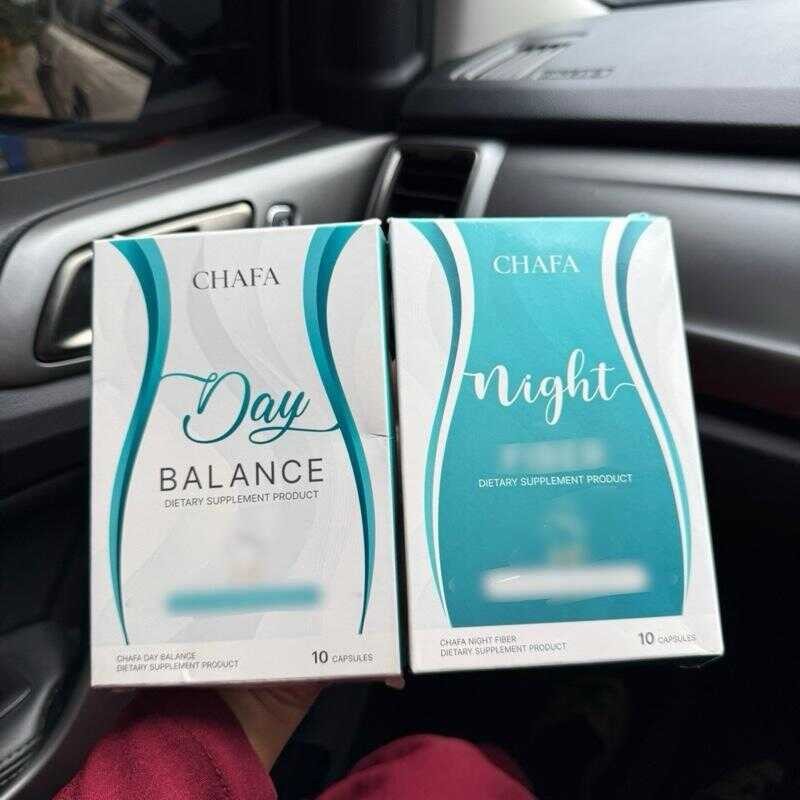 CHAFA
Day
BALANCE
DIETARY SUPPLEMENT PRODUCT
CHAFA DAY BALANCE
DIETARY SUPPLEMENT PRODUCT
10 CAPSULES
CHAFA
Night
DIETARY SUPPLEMENT PRODUCT
CHAFA NIGHT FIBER
DIETARY SUPPLEMENT PRODUCT
10 CAPSULES